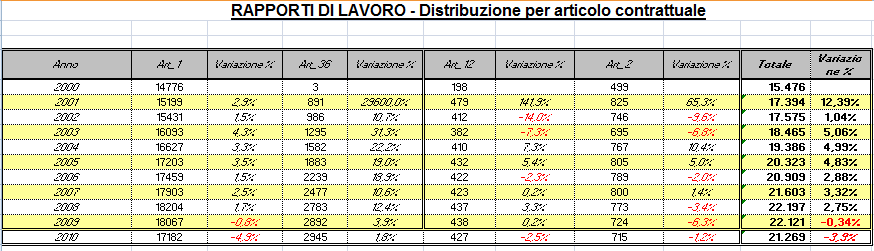 RAPPORTI DI LAVORO - Distribuzione per articolo contrattuale
Anno Art_1 Variazione % Art_36 Variazione % Art_12 Variazione % Art_2 Variazione % Totale Variazio
ne %
2000 14776 3 198 499 15.476
2001 15199 2,9% 891 29600,0% 479 141,9% 825 65,3% 17.394 12,39%
2002 15431 1,5% 986 10,7% 412 -14,0% 746 -9,6% 17.575 1,04%
2003 16093 4,3% 1295 31,3% 382 -7,3% 695 -6,8% 18.465 5,06%
2004 16627 3,3% 1582 22,2% 410 7,3% 767 10,4% 19.386 4,99%
2005 17203 3,5% 1883 19,0% 432 5,4% 805 5,0% 20.323 4,83%
2006 17459 1,5% 2239 18,9% 422 -2,3% 789 -2,0% 20.909 2,88%
2007 17903 2,5% 2477 10,6% 423 0,2% 800 1,4% 21.603 3,32%
2008 18204 1,7% 2783 12,4% 437 3,3% 773 -3,4% 22.197 2,75%
2009 18067 -0,8% 2892 3,9% 438 0,2% 724 -6,3% 22.121 -0,34%
2010 17182 -4,9% 2945 1,8% 427 -2,5% 715 -1,2% 21.269 -3,9%